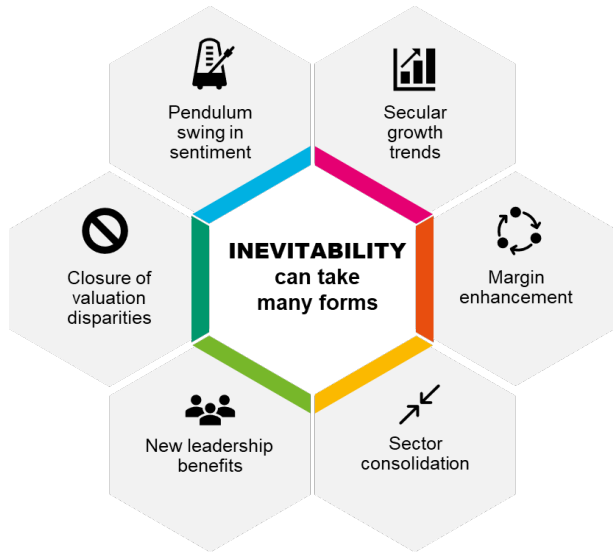 Pendulum
swing in
sentiment
Secular
growth
trends
Closure of
valuation
disparities
INEVITABILITY
can take
many forms
Margin
enhancement
New leadership
benefits
Sector
consolidation